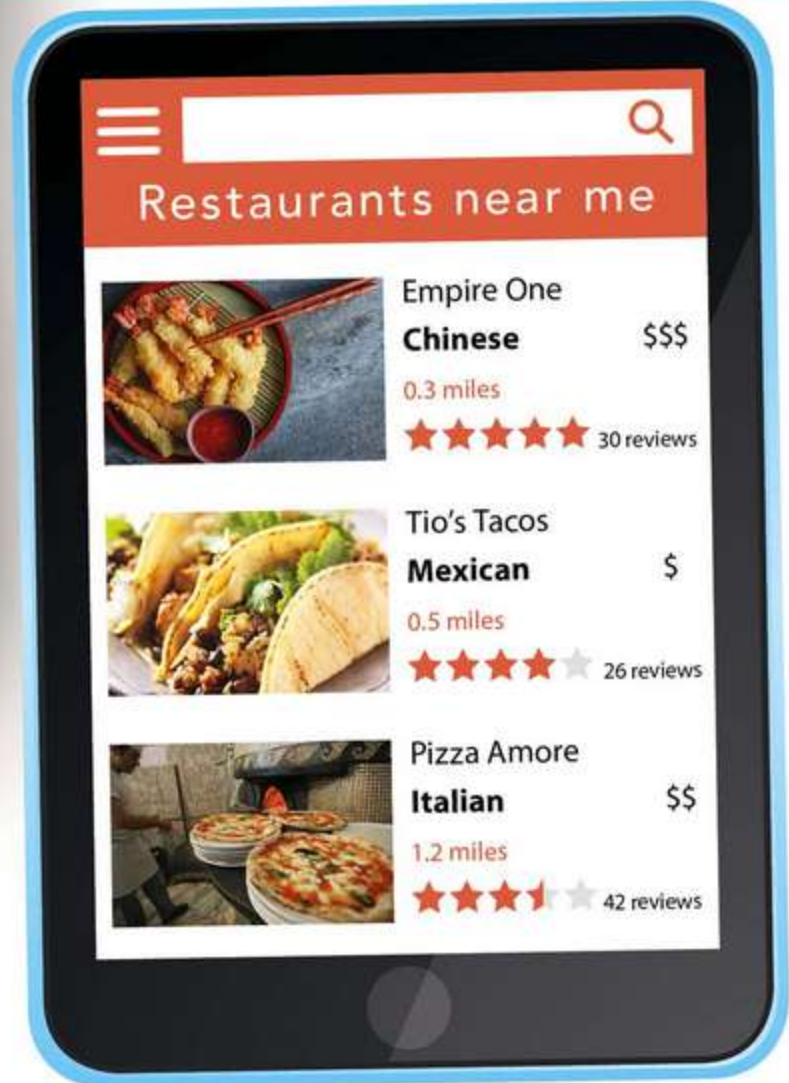 Restaurants near me
Empire One
Chinese $$$
0.3 miles
30 reviews
Tio's Tacos
Mexican $
0.5 miles
26 reviews
Pizza Amore
Italian $$
1.2 miles
42 reviews